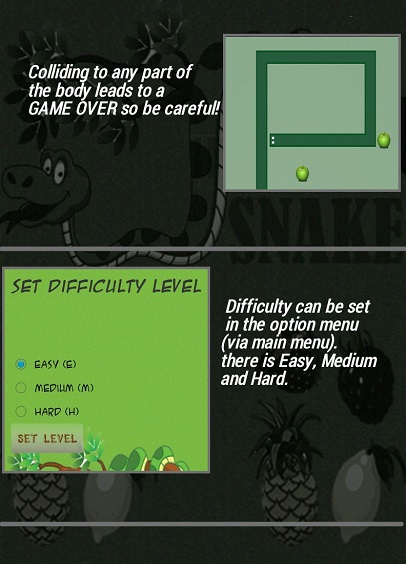 Colliding to any part of
the body leads to a
GAME OVER so be careful!
SNAKE
SET DIFFICULTY LEVEL
EASY (E)
MEDIUM (M)
HARD (H)
SET LEVEL
Difficulty can be set
in the option menu
(via main menu).
there is Easy, Medium
and Hard.